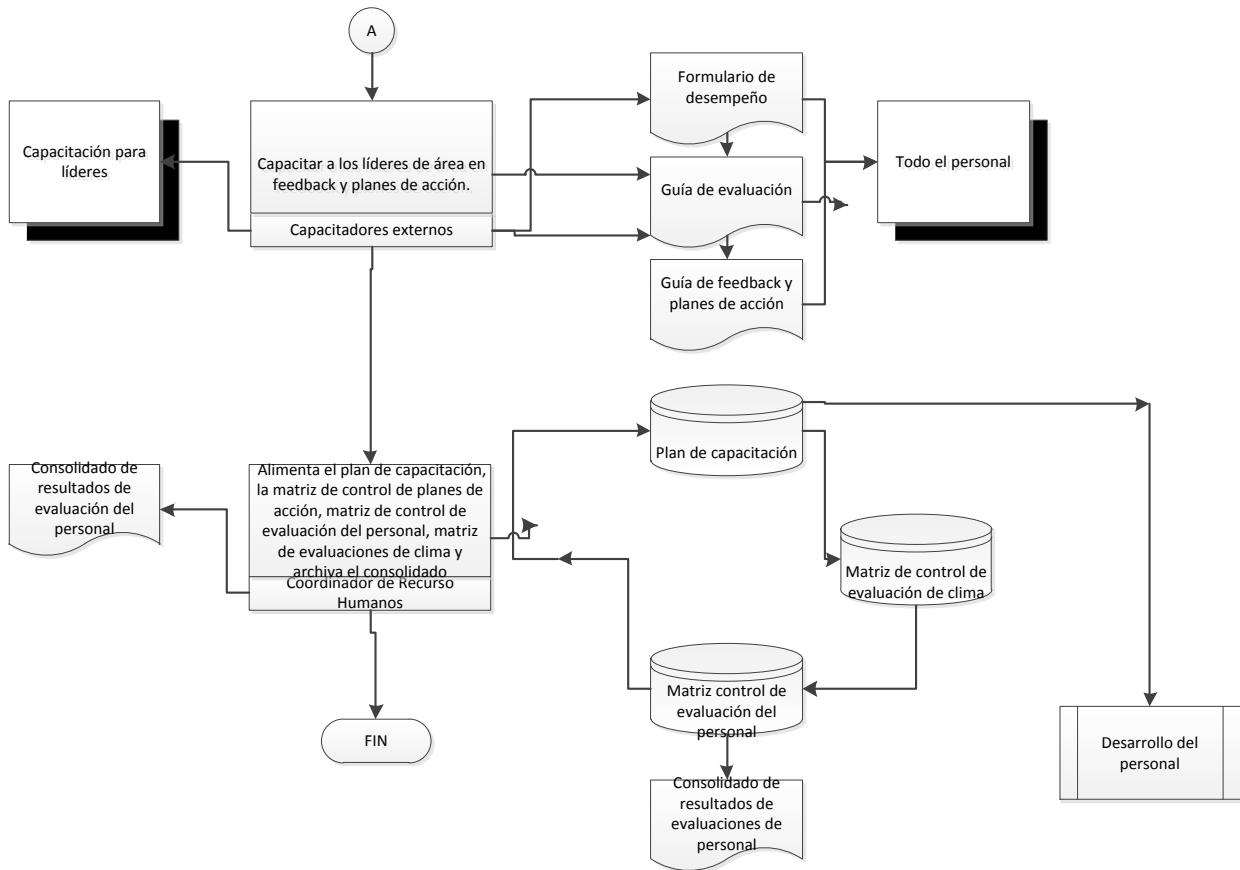 A
Capacitación para
líderes
Capacitar a los líderes de área en
feedback y planes de acción.
Capacitadores externos
Formulario de
desempeño
Guía de evaluación
Guía de feedback y
planes de acción
Todo el personal
Consolidado de
resultados de
evaluación del
personal
Alimenta el plan de capacitación,
la matriz de control de planes de
acción, matriz de control de
evaluación del personal, matriz
de evaluaciones de clima y
archiva el consolidado
Coordinador de Recurso
Humanos
FIN
Plan de capacitación
Matriz de control de
evaluación de clima
Matriz control de
evaluación del
personal
Consolidado de
resultados de
evaluaciones de
personal
Desarrollo del
personal